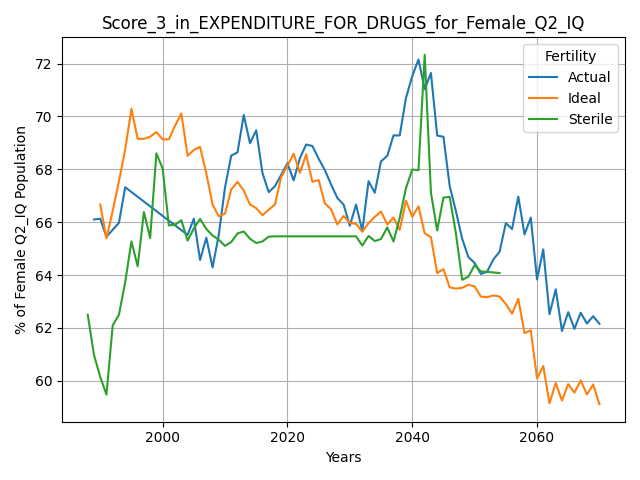 Score_3_in_EXPENDITURE_FOR_DRUGS_for_Female_Q2_IQ
% of Female Q2_IQ Population
72
70
68
66
64
62
60
Fertility
Actual
Ideal
Sterile
2000
2020
2040
2060
Years